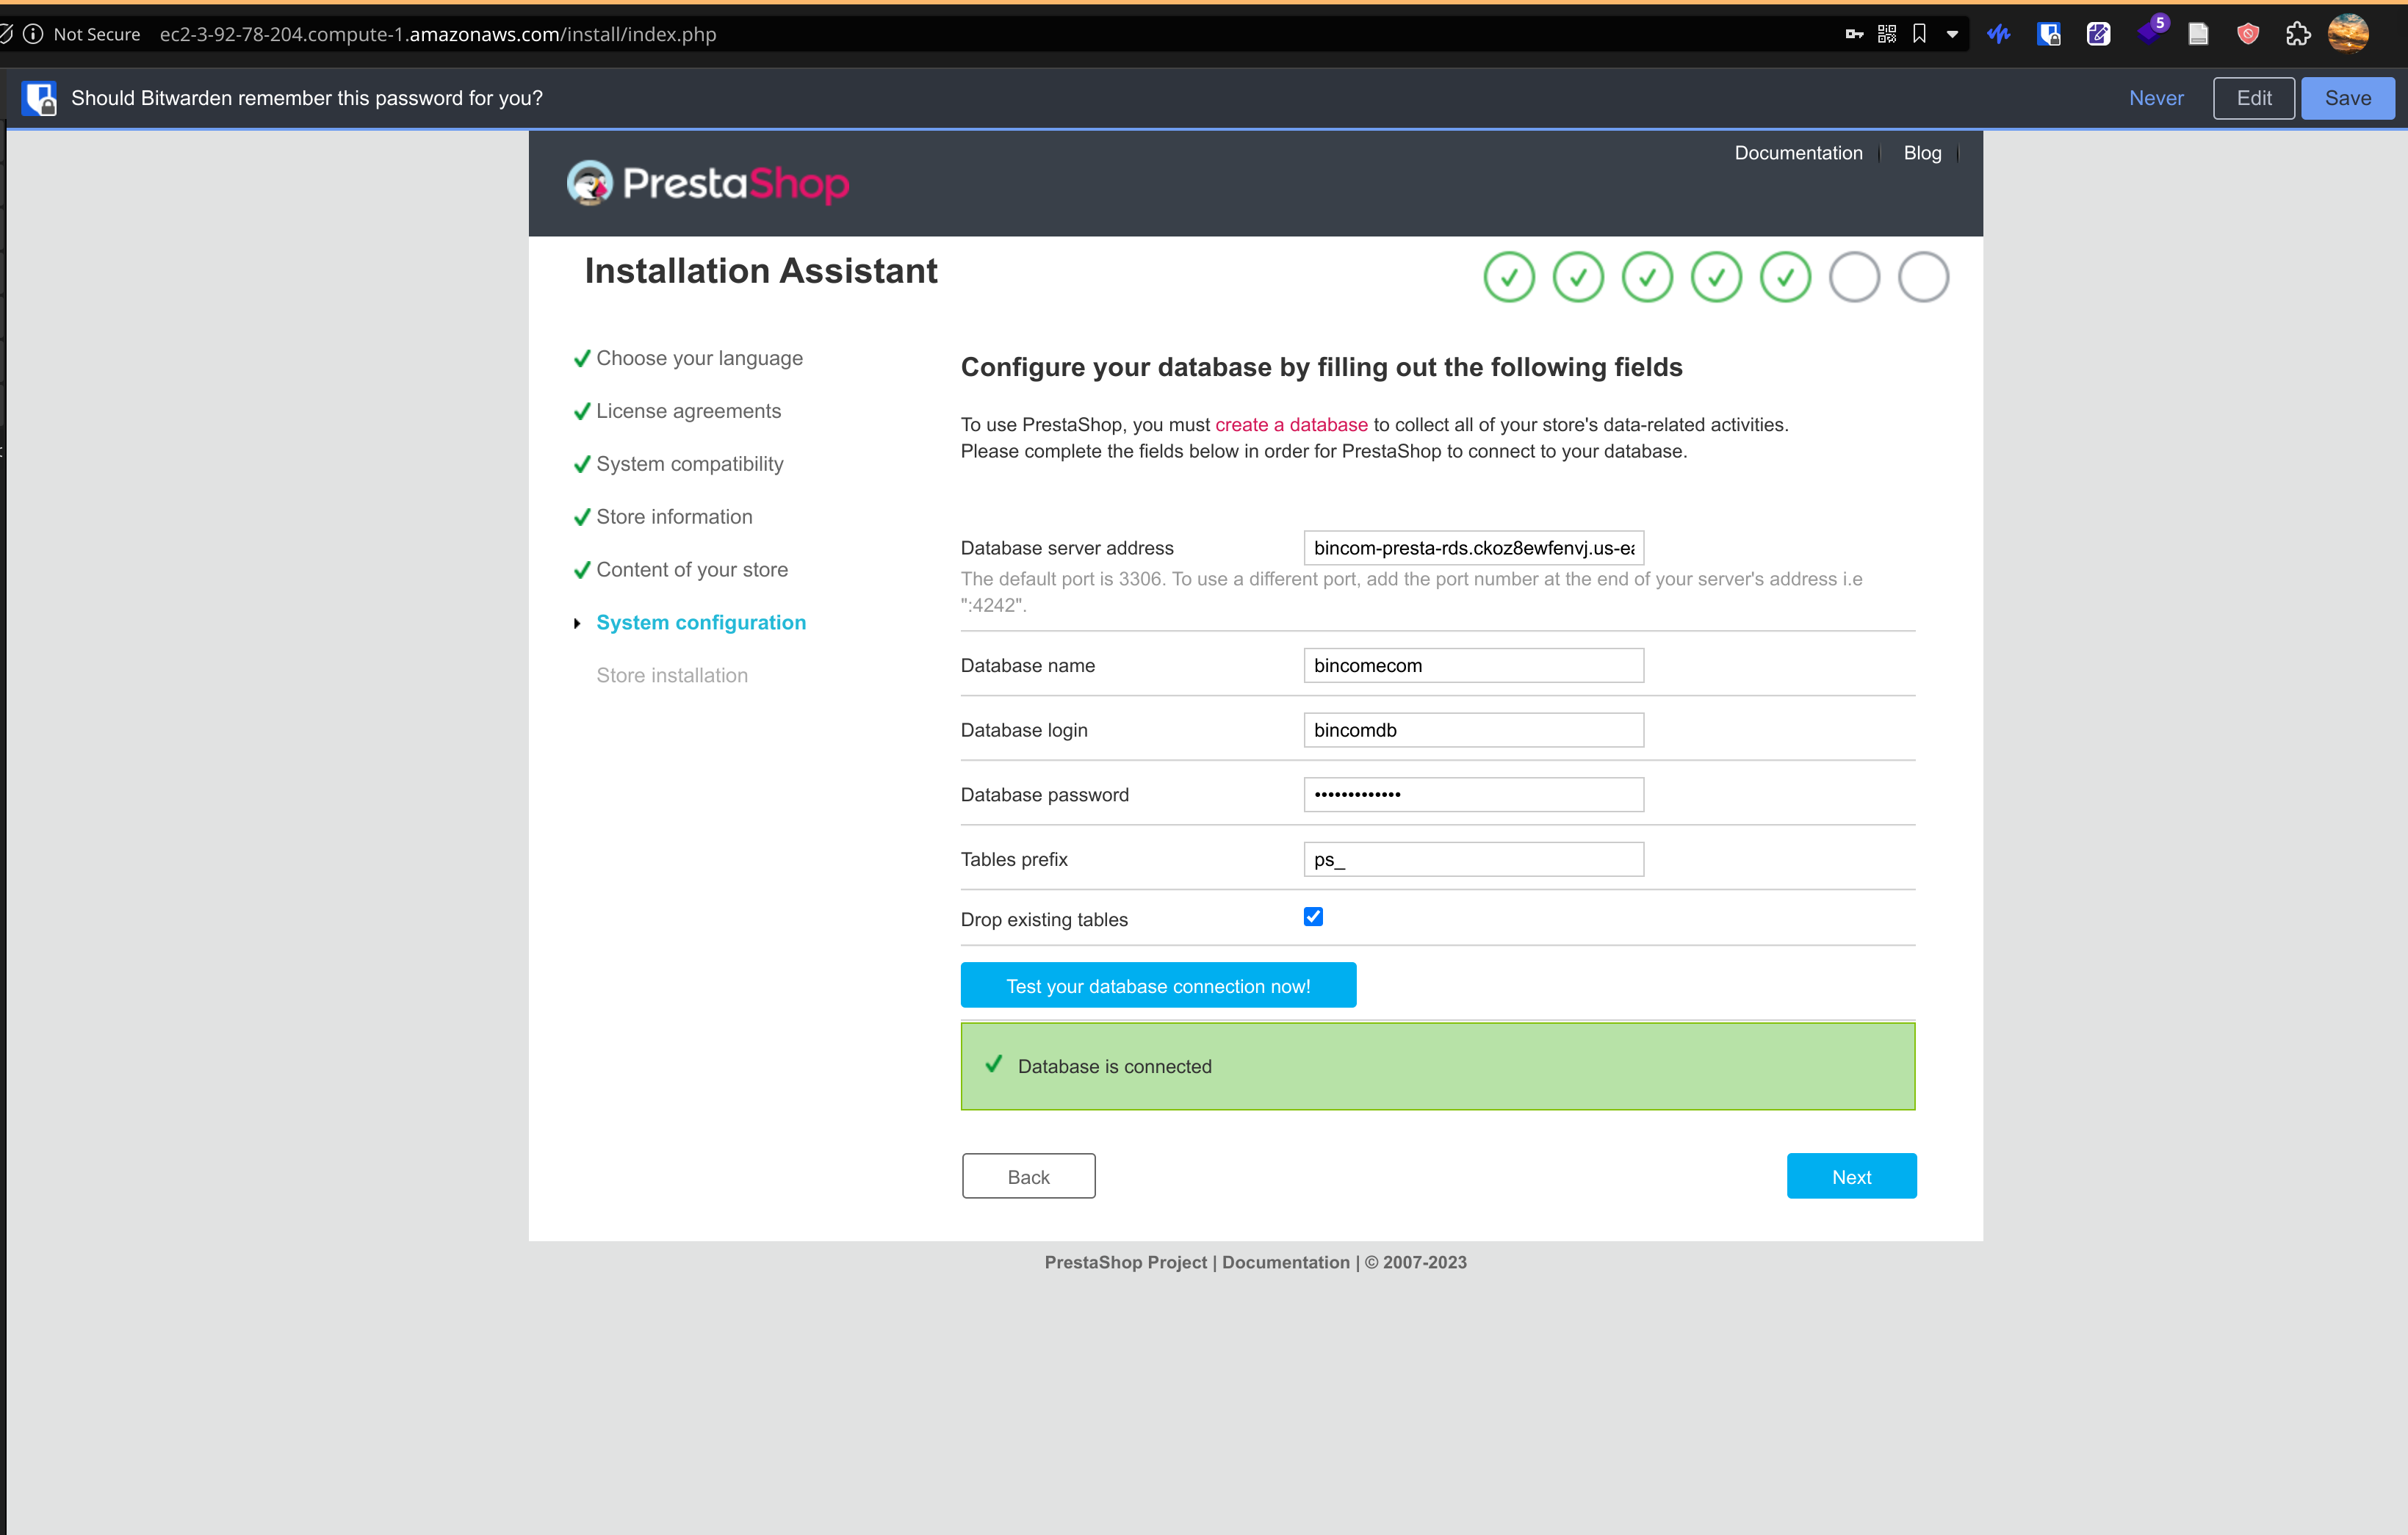 Not Secure ec2-3-92-78-204.compute-1.amazonaws.com/install/index.php
5
Should Bitwarden remember this password for you?
Never
Edit
Save
Documentation
Blog
PrestaShop
Installation Assistant
Choose your language
License agreements
System compatibility
Store information
Content of your store
System configuration
Store installation
Configure your database by filling out the following fields
To use PrestaShop, you must create a database to collect all of your store's data-related activities.
Please complete the fields below in order for PrestaShop to connect to your database.
Database server address bincom-presta-rds.ckoz8ewfenvj.us-ea
The default port is 3306. To use a different port, add the port number at the end of your server's address i.e
":4242".
Database name bincomecom
Database login bincomdb
Database password •••••••••••••
Tables prefix ps_
Drop existing tables
Test your database connection now!
Database is connected
Back
Next
PrestaShop Project | Documentation | © 2007-2023